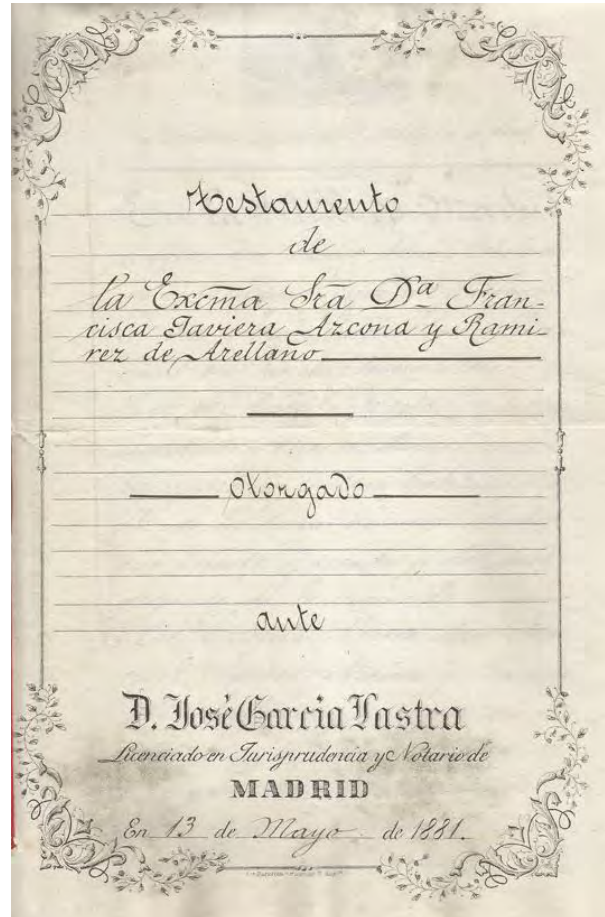 Testamento
de
la Excma Sra Dª Fran-
cisca Javiera Azcona y Rami-
rez de Arellano
Otorgado
ante
D. José Garcia Lastra
Licenciado en Jurisprudencia y Notario de
MADRID
En 13 de Mayo de 1881.